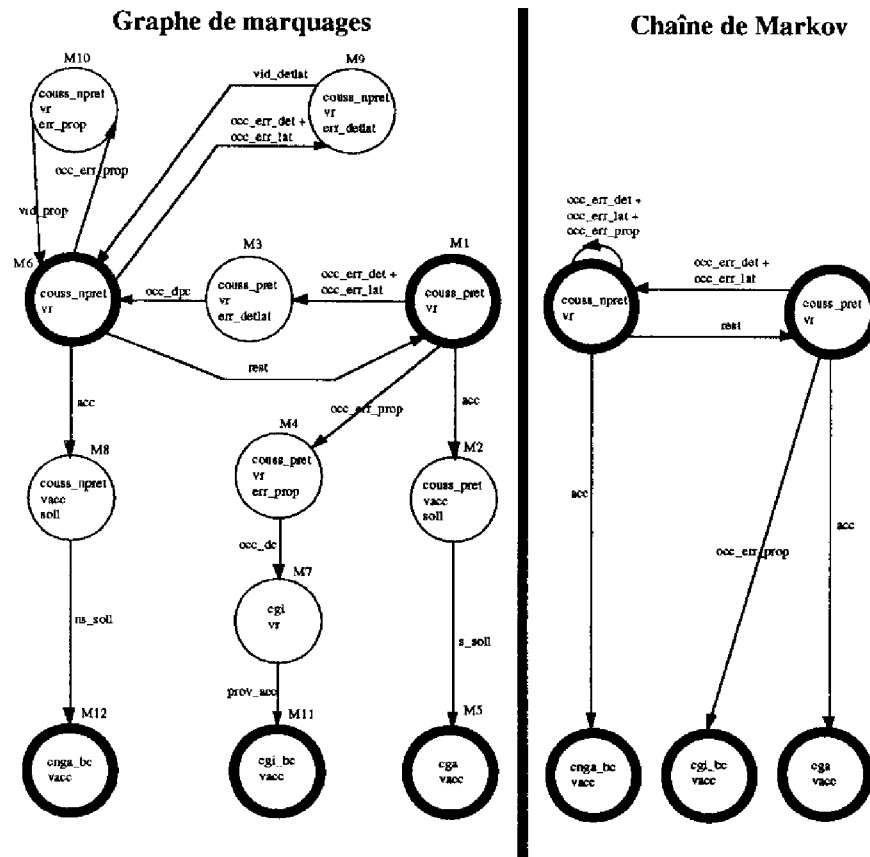 Graphe de marquages
Chaîne de Markov
M10
couss_npret
vr
err_prop
vid_detlat
M9
couss_npret
vr
err_detlat
occ_err_det +
occ_err_lat
occ_err_prop
vid_prop
M6
couss_npret
vr
occ_dpc
M3
couss_pret
vr
err_detlat
occ_err_det +
occ_err_lat
M1
couss_pret
vr
rest
acc
occ_err_prop
acc
M8
couss_npret
vacc
soll
M4
couss_pret
vr
err_prop
M2
couss_pret
vacc
soll
occ_dc
M7
cgi
vr
ns_soll
s_soll
prov_acc
M12
cnga_bc
vacc
M11
cgi_bc
vacc
M5
cga
vacc
occ_err_det +
occ_err_lat +
occ_err_prop
couss_npret
vr
occ_err_det +
occ_err_lat
couss_pret
vr
rest
acc
occ_err_prop
acc
cnga_bc
vacc
cgi_bc
vacc
cga
vacc